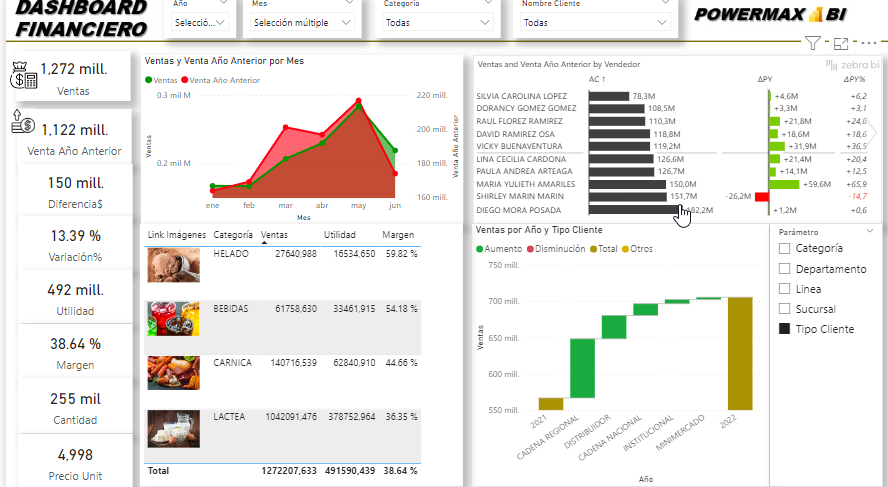 DASHBOARD
FINANCIERO
Año
Selecció...
Mes
Selección múltiple
Categoría
Todas
Nombre Cliente
Todas
POWERMAX BI
1,272 mill.
Ventas
1,122 mill.
Venta Año Anterior
150 mill.
Diferencia$
13.39 %
Variación%
492 mill.
Utilidad
38.64 %
Margen
255 mil
Cantidad
4,998
Precio Unit
Ventas y Venta Año Anterior por Mes
Ventas Venta Año Anterior
0.3 mil M
0.2 mil M
Ventas
220 mill.
200 mill.
180 mill.
160 mill.
Venta Año Anterior
ene feb mar abr may jun
Mes
Ventas and Venta Año Anterior by Vendedor
zebra bi
AC ↑ ΔPY ΔPY%
SILVIA CAROLINA LOPEZ 78,3M +4,6M +6,2
DORANCY GOMEZ GOMEZ 108,5M +3,3M +3,1
RAUL FLOREZ RAMIREZ 110,3M +21,8M +24,6
DAVID RAMIREZ OSA 118,8M +18,6M +18,6
VICKY BUENAVENTURA 119,2M +31,9M +36,5
LINA CECILIA CARDONA 126,6M +21,4M +20,4
PAULA ANDREA ARTEAGA 126,7M +14,1M +12,5
MARIA YULIETH AMARILES 150,0M +59,6M +65,9
SHIRLEY MARIN MARIN 151,7M -26,2M -14,7
DIEGO MORA POSADA 182,2M +1,2M +0,6
Link Imágenes Categoría Ventas Utilidad Margen
HELADO 27640,988 16534,650 59.82 %
BEBIDAS 61758,630 33461,915 54.18 %
CARNICA 140716,539 62840,910 44.66 %
LACTEA 1042091,476 378752,964 36.35 %
Total 1272207,633 491590,439 38.64 %
Ventas por Año y Tipo Cliente
Aumento Disminución Total Otros
750 mill.
700 mill.
650 mill.
600 mill.
550 mill.
Ventas
2021
CADENA REGIONAL
DISTRIBUIDOR
CADENA NACIONAL
INSTITUCIONAL
MINIMERCADO
2022
Año
Parámetro
Categoría
Departamento
Linea
Sucursal
Tipo Cliente